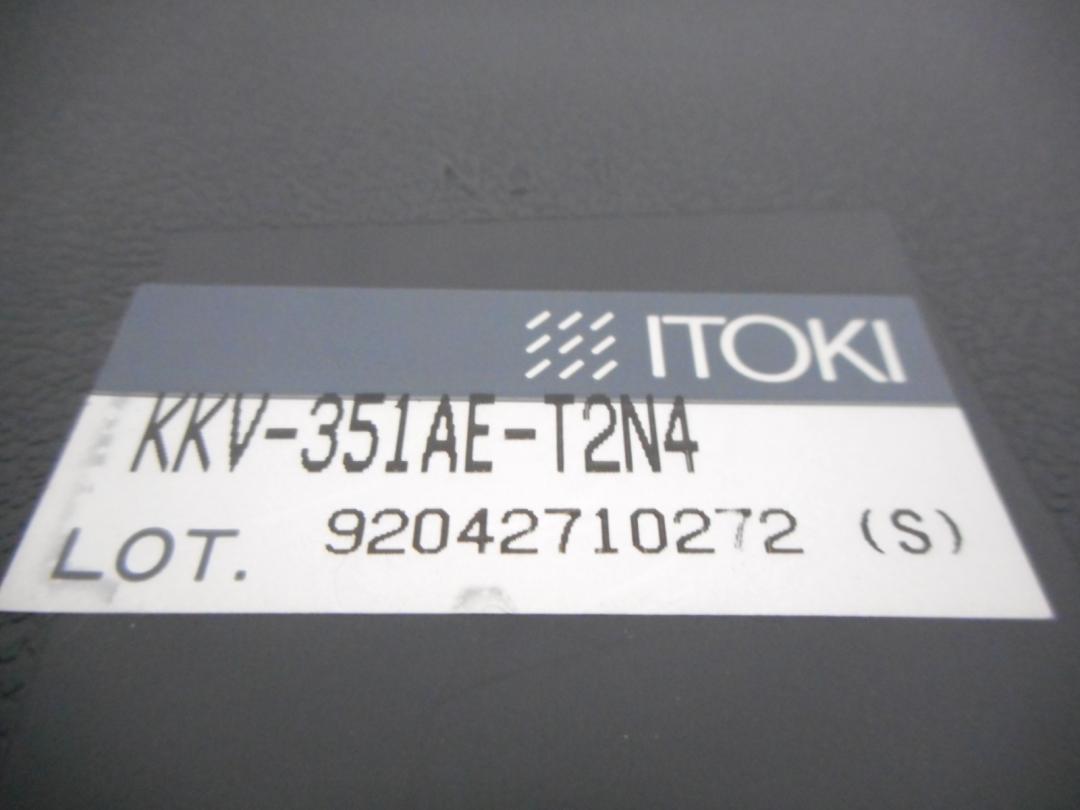 ITOKI
KKV-351AE-T2N4
LOT. 92042710272 (S)